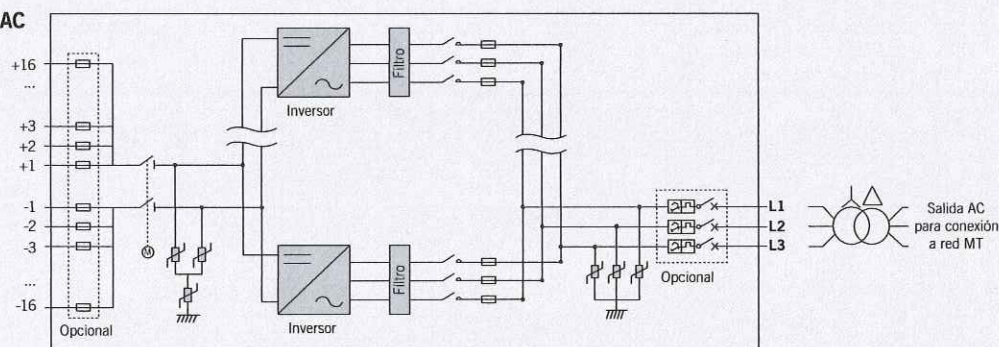 AC
+16
...
+3
+2
+1
-1
-2
-3
...
-16
Opcional
M
Inversor
Filtro
Inversor
Filtro
Opcional
L1
L2
L3
Salida AC
para conexión
a red MT